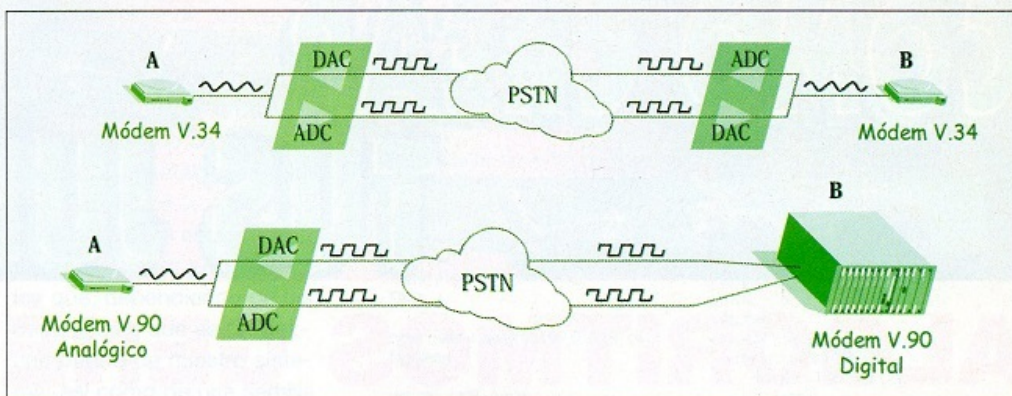 A
DAC
ADC
PSTN
ADC
DAC
B
Módem V.34
Módem V.34
A
DAC
ADC
PSTN
B
Módem V.90
Analógico
Módem V.90
Digital